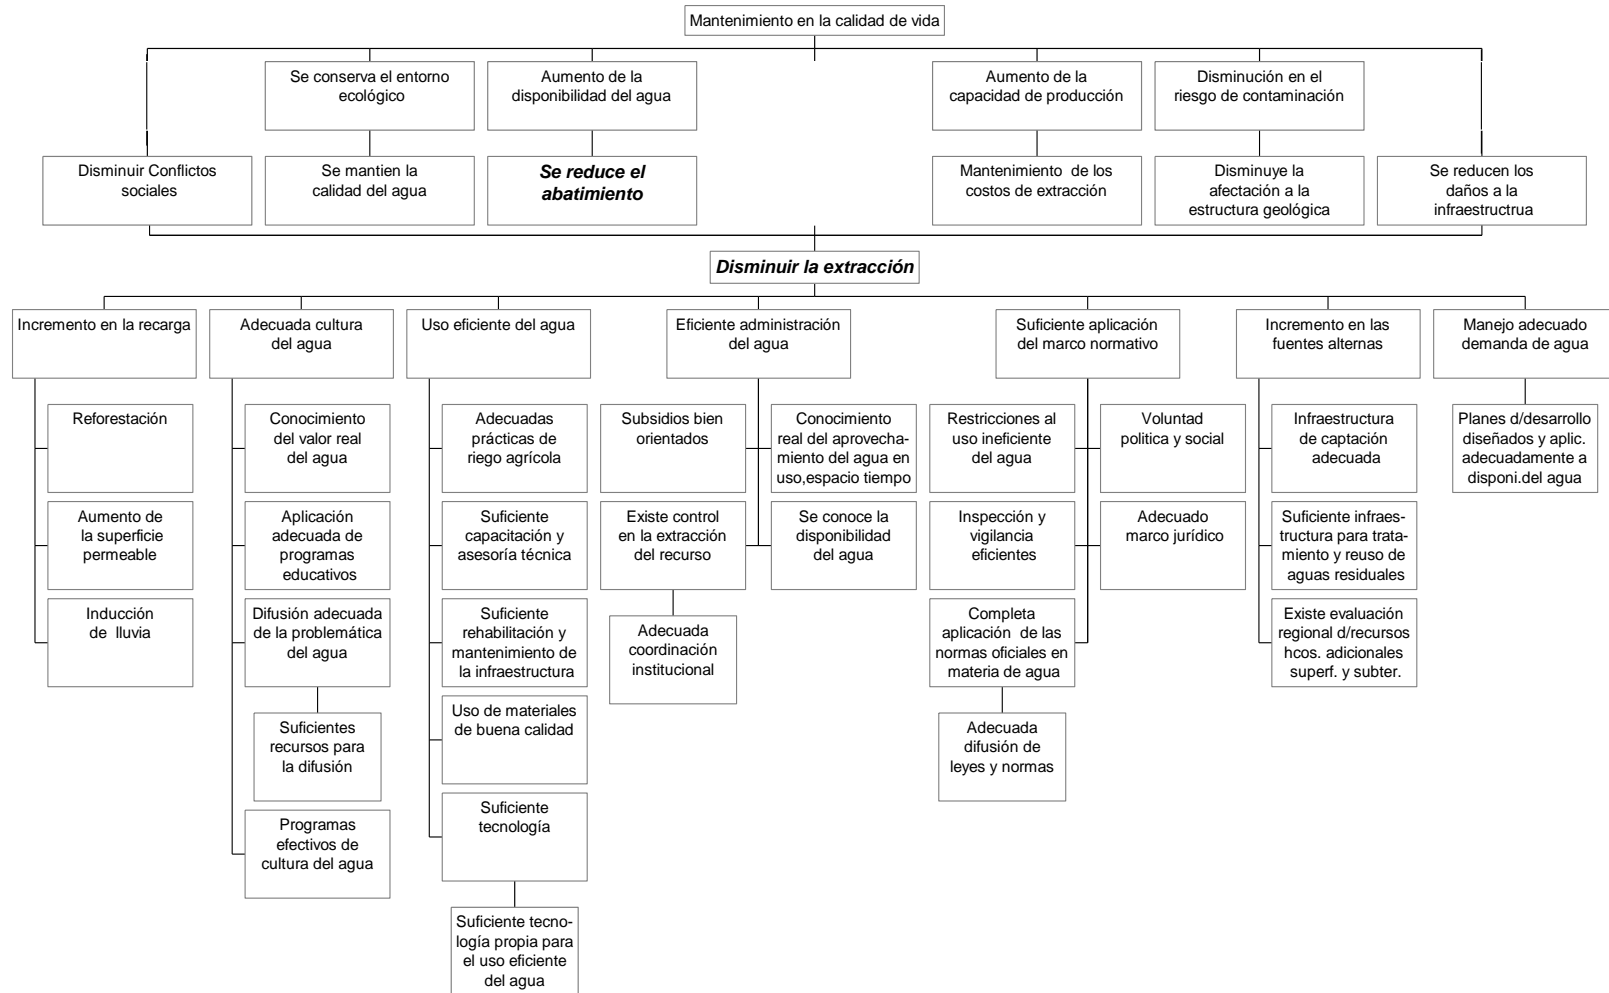 Mantenimiento en la calidad de vida
Se conserva el entorno
ecológico
Aumento de la
disponibilidad del agua
Aumento de la
capacidad de producción
Disminución en el
riesgo de contaminación
Disminuir Conflictos
sociales
Se mantien la
calidad del agua
Se reduce el
abatimiento
Mantenimiento de los
costos de extracción
Disminuye la
afectación a la
estructura geológica
Se reducen los
daños a la
infraestructrua
Disminuir la extracción
Incremento en la recarga
Adecuada cultura
del agua
Uso eficiente del agua
Eficiente administración
del agua
Suficiente aplicación
del marco normativo
Incremento en las
fuentes alternas
Manejo adecuado
demanda de agua
Reforestación
Conocimiento
del valor real
del agua
Adecuadas
prácticas de
riego agrícola
Subsidios bien
orientados
Conocimiento
real del aprovecha-
miento del agua en
uso,espacio tiempo
Restricciones al
uso ineficiente
del agua
Voluntad
politica y social
Infraestructura
de captación
adecuada
Planes d/desarrollo
diseñados y aplic.
adecuadamente a
disponi.del agua
Aumento de
la superficie
permeable
Aplicación
adecuada de
programas
educativos
Suficiente
capacitación y
asesoría técnica
Existe control
en la extracción
del recurso
Se conoce la
disponibilidad
del agua
Inspección y
vigilancia
eficientes
Adecuado
marco jurídico
Suficiente infraes-
tructura para trata-
miento y reuso de
aguas residuales
Inducción
de lluvia
Difusión adecuada
de la problemática
del agua
Suficiente
rehabilitación y
mantenimiento de
la infraestructura
Adecuada
coordinación
institucional
Completa
aplicación de las
normas oficiales en
materia de agua
Existe evaluación
regional d/recursos
hcos. adicionales
superf. y subter.
Suficientes
recursos para
la difusión
Uso de materiales
de buena calidad
Adecuada
difusión de
leyes y normas
Programas
efectivos de
cultura del agua
Suficiente
tecnología
Suficiente tecno-
logía propia para
el uso eficiente
del agua